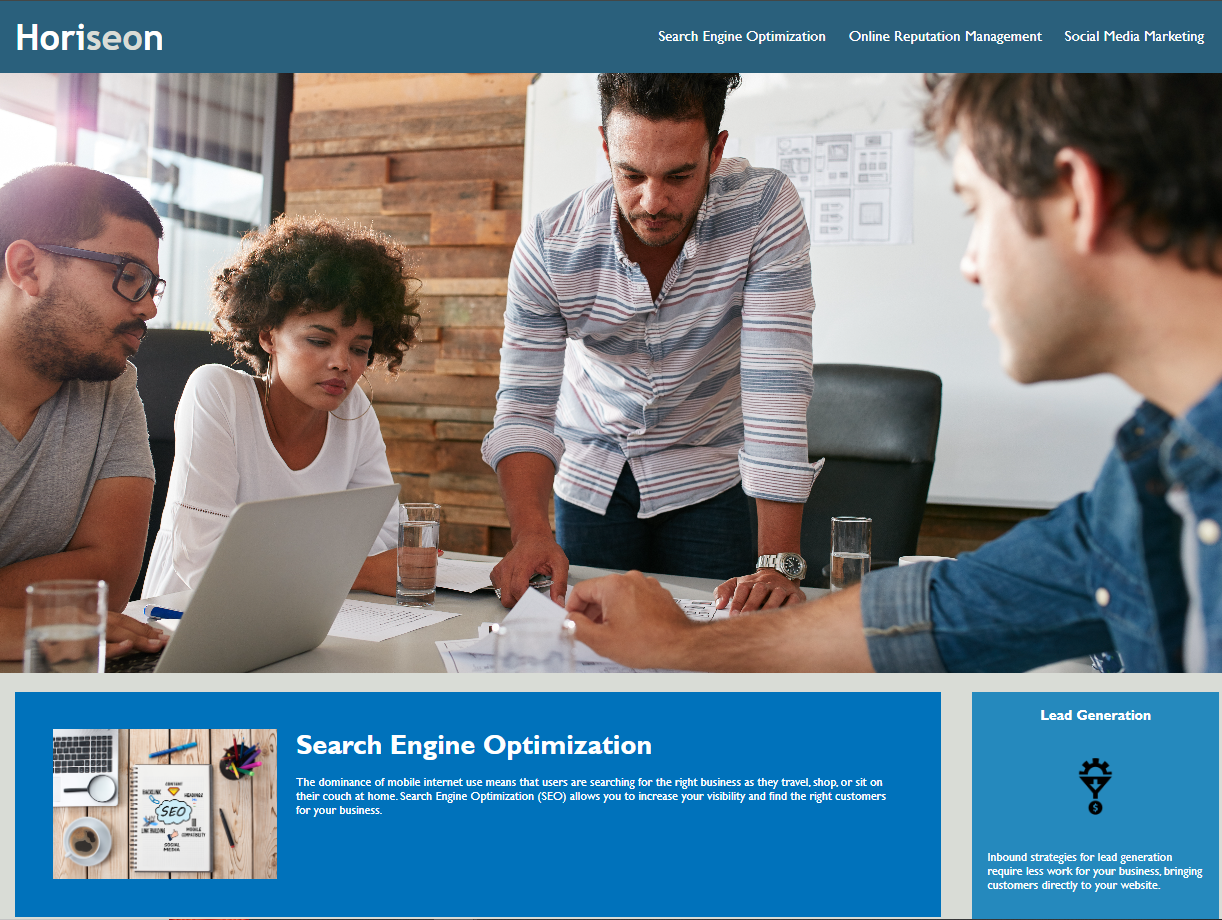 Horiseon
Search Engine Optimization
Online Reputation Management
Social Media Marketing
Search Engine Optimization
The dominance of mobile internet use means that users are searching for the right business as they travel, shop, or sit on
their couch at home. Search Engine Optimization (SEO) allows you to increase your visibility and find the right customers
for your business.
CONTENT
BACKLINK
HEADINGS
SEO
LINK BUILDING
MOBILE
COMPATIBILITY
SOCIAL
MEDIA
Lead Generation
$
Inbound strategies for lead generation
require less work for your business, bringing
customers directly to your website.